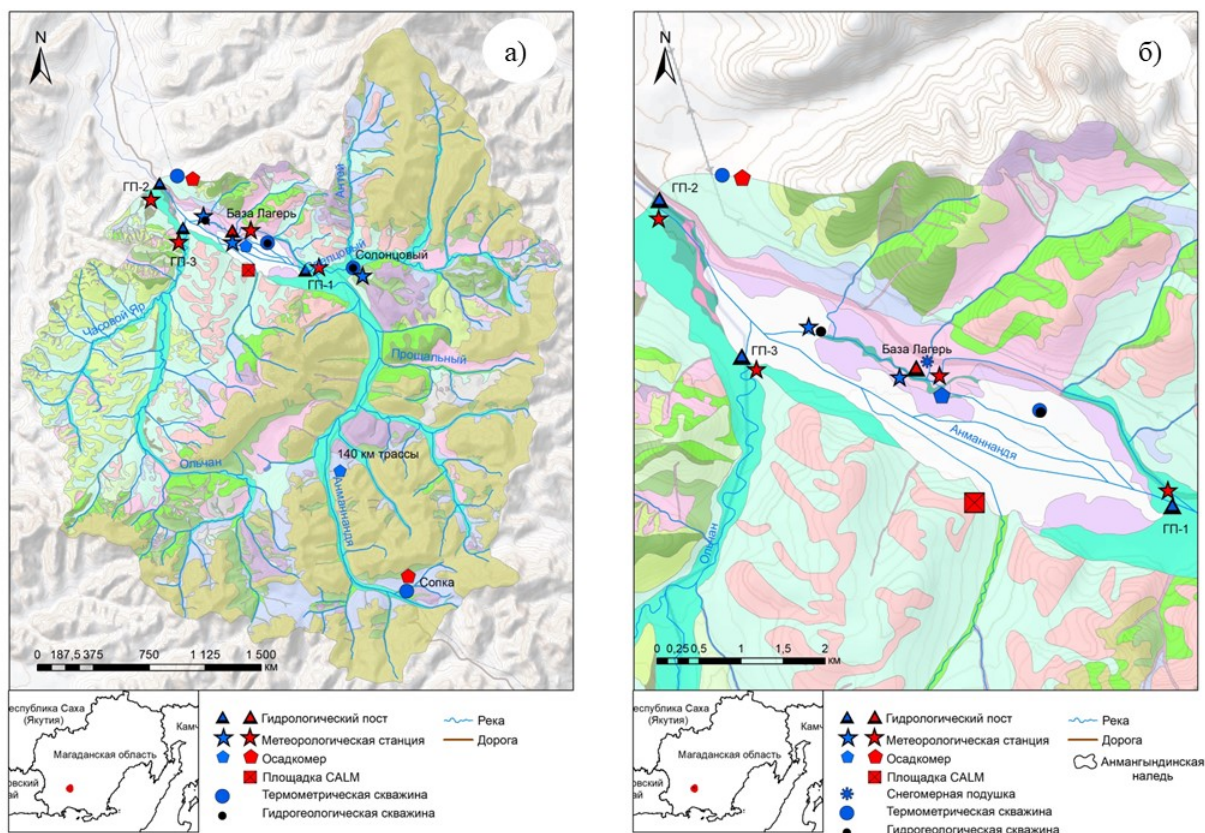 а)
N
ГП-2
База Лагерь
ГП-3
ГП-1
Солонцовый
Антой
Часовой Яр
Прощальный
Ольчан
140 км трассы
Анманнандя
Сопка
0 187,5 375 750 1 125 1 500
км
еспублика Саха
(Якутия)
Камч
Магаданская область
овский
ай
Гидрологический пост
Метеорологическая станция
Осадкомер
Площадка CALM
Термометрическая скважина
Гидрогеологическая скважина
Река
Дорога
б)
N
ГП-2
ГП-3
База Лагерь
Анманнандя
ГП-1
Ольчан
0 0,25 0,5 1 1,5 2
км
еспублика Саха
(Якутия)
Камч
Магаданская область
овский
ай
Гидрологический пост
Метеорологическая станция
Осадкомер
Площадка CALM
Снегомерная подушка
Термометрическая скважина
Гидрогеологическая скважина
Река
Дорога
Анмангындинская
наледь